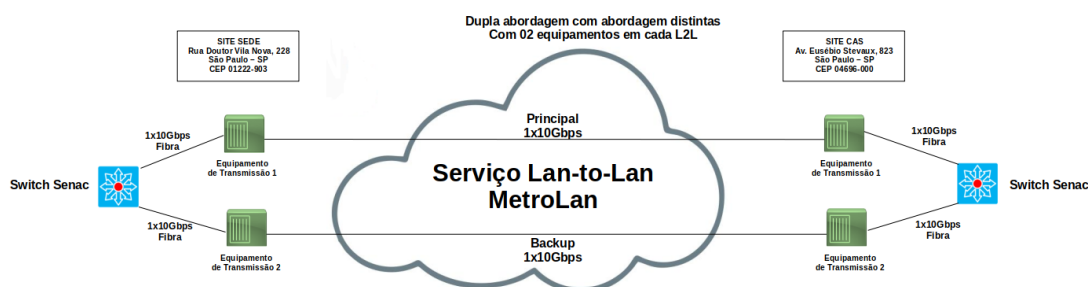 Dupla abordagem com abordagem distintas
Com 02 equipamentos em cada L2L
SITE SEDE
Rua Doutor Vila Nova, 228
São Paulo – SP
CEP 01222-903
SITE CAS
Av. Eusébio Stevaux, 823
São Paulo – SP
CEP 04696-000
1x10Gbps
Fibra
Equipamento
de Transmissão 1
Principal
1x10Gbps
Equipamento
de Transmissão 1
1x10Gbps
Fibra
Switch Senac
Serviço Lan-to-Lan
MetroLan
Switch Senac
1x10Gbps
Fibra
Equipamento
de Transmissão 2
Backup
1x10Gbps
Equipamento
de Transmissão 2
1x10Gbps
Fibra